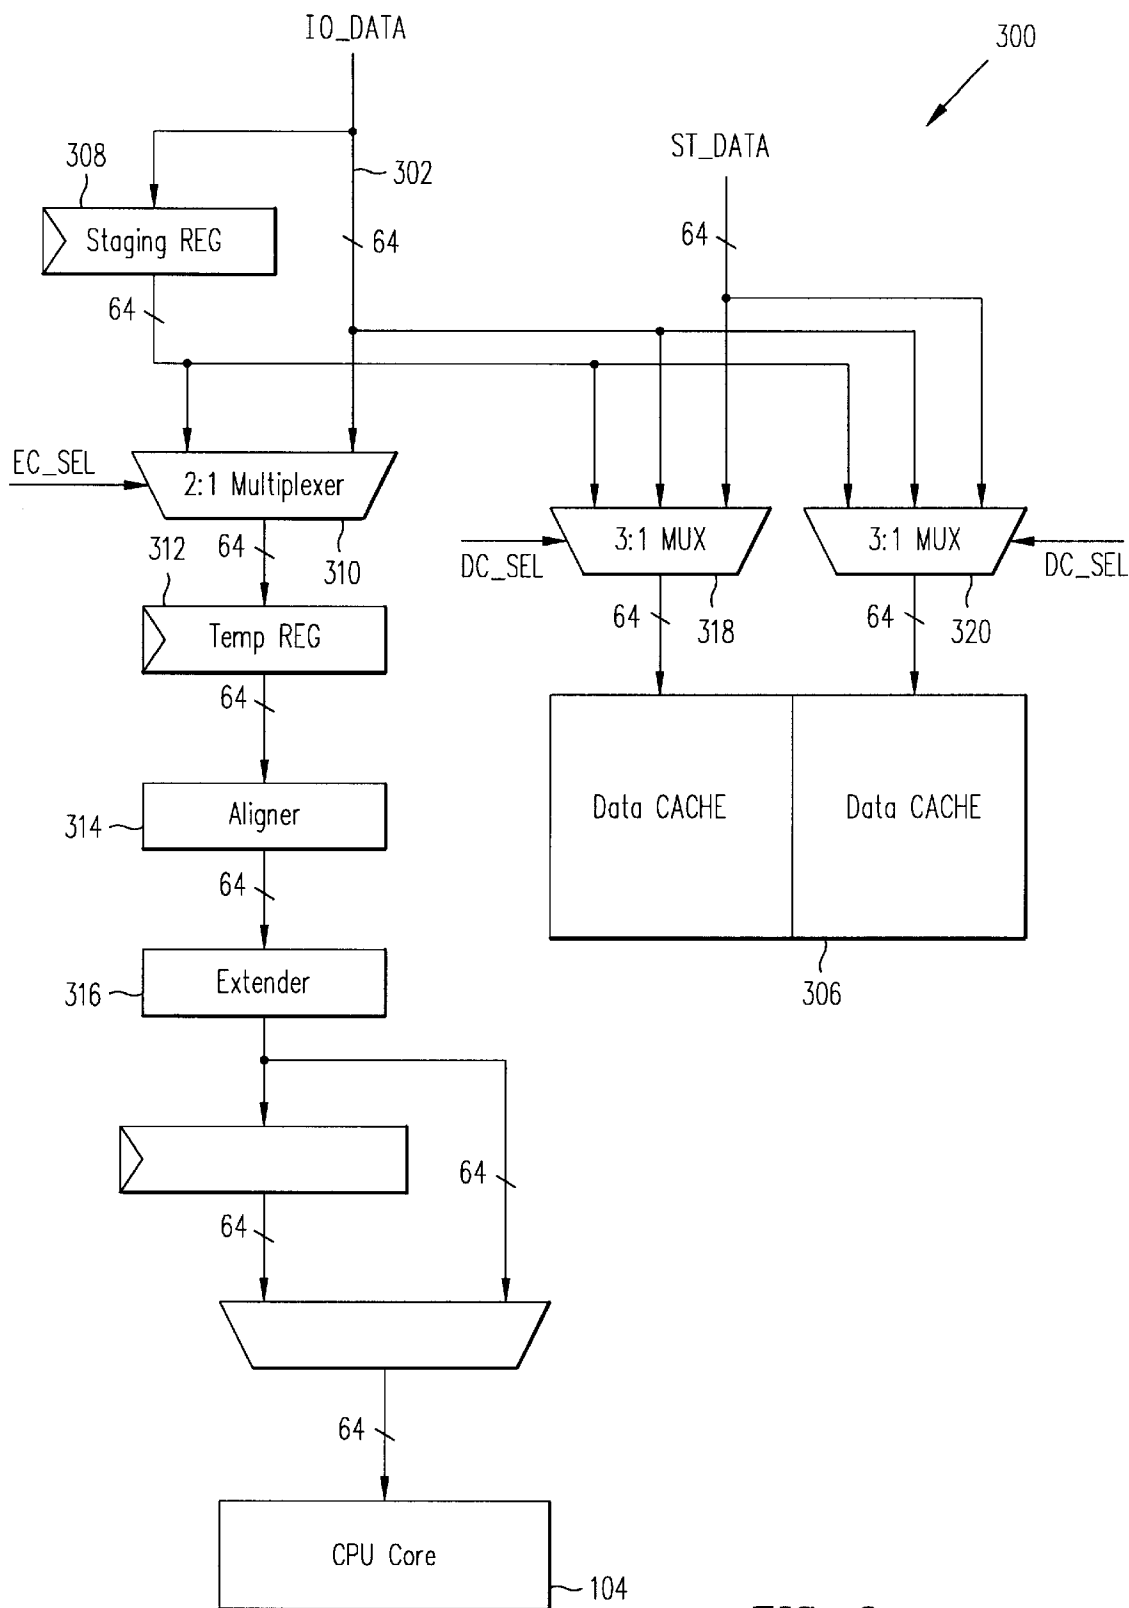 IO_DATA
300
ST_DATA
308
302
Staging REG
64
64
64
EC_SEL
2:1 Multiplexer
3:1 MUX
3:1 MUX
DC_SEL
DC_SEL
312
64
310
64
318
64
320
Temp REG
64
Data CACHE
Data CACHE
314
Aligner
64
316
Extender
306
64
64
64
CPU Core
104